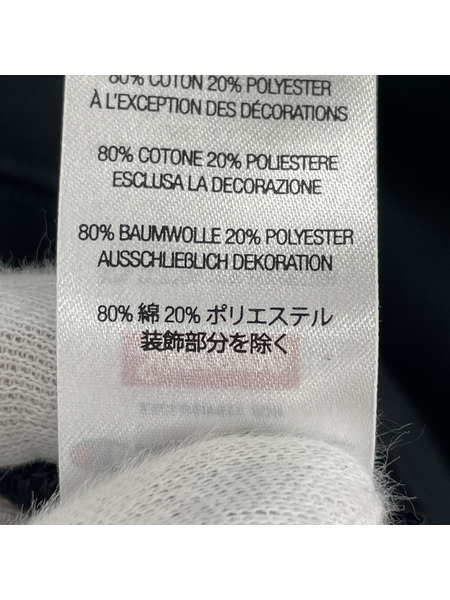 80% COTON 20% POLYESTER
À L'EXCEPTION DES DÉCORATIONS
80% COTONE 20% POLIESTERE
ESCLUSA LA DECORAZIONE
80% BAUMWOLLE 20% POLYESTER
AUSSCHLIEßLICH DEKORATION
80% 綿 20% ポリエステル
装飾部分を除く